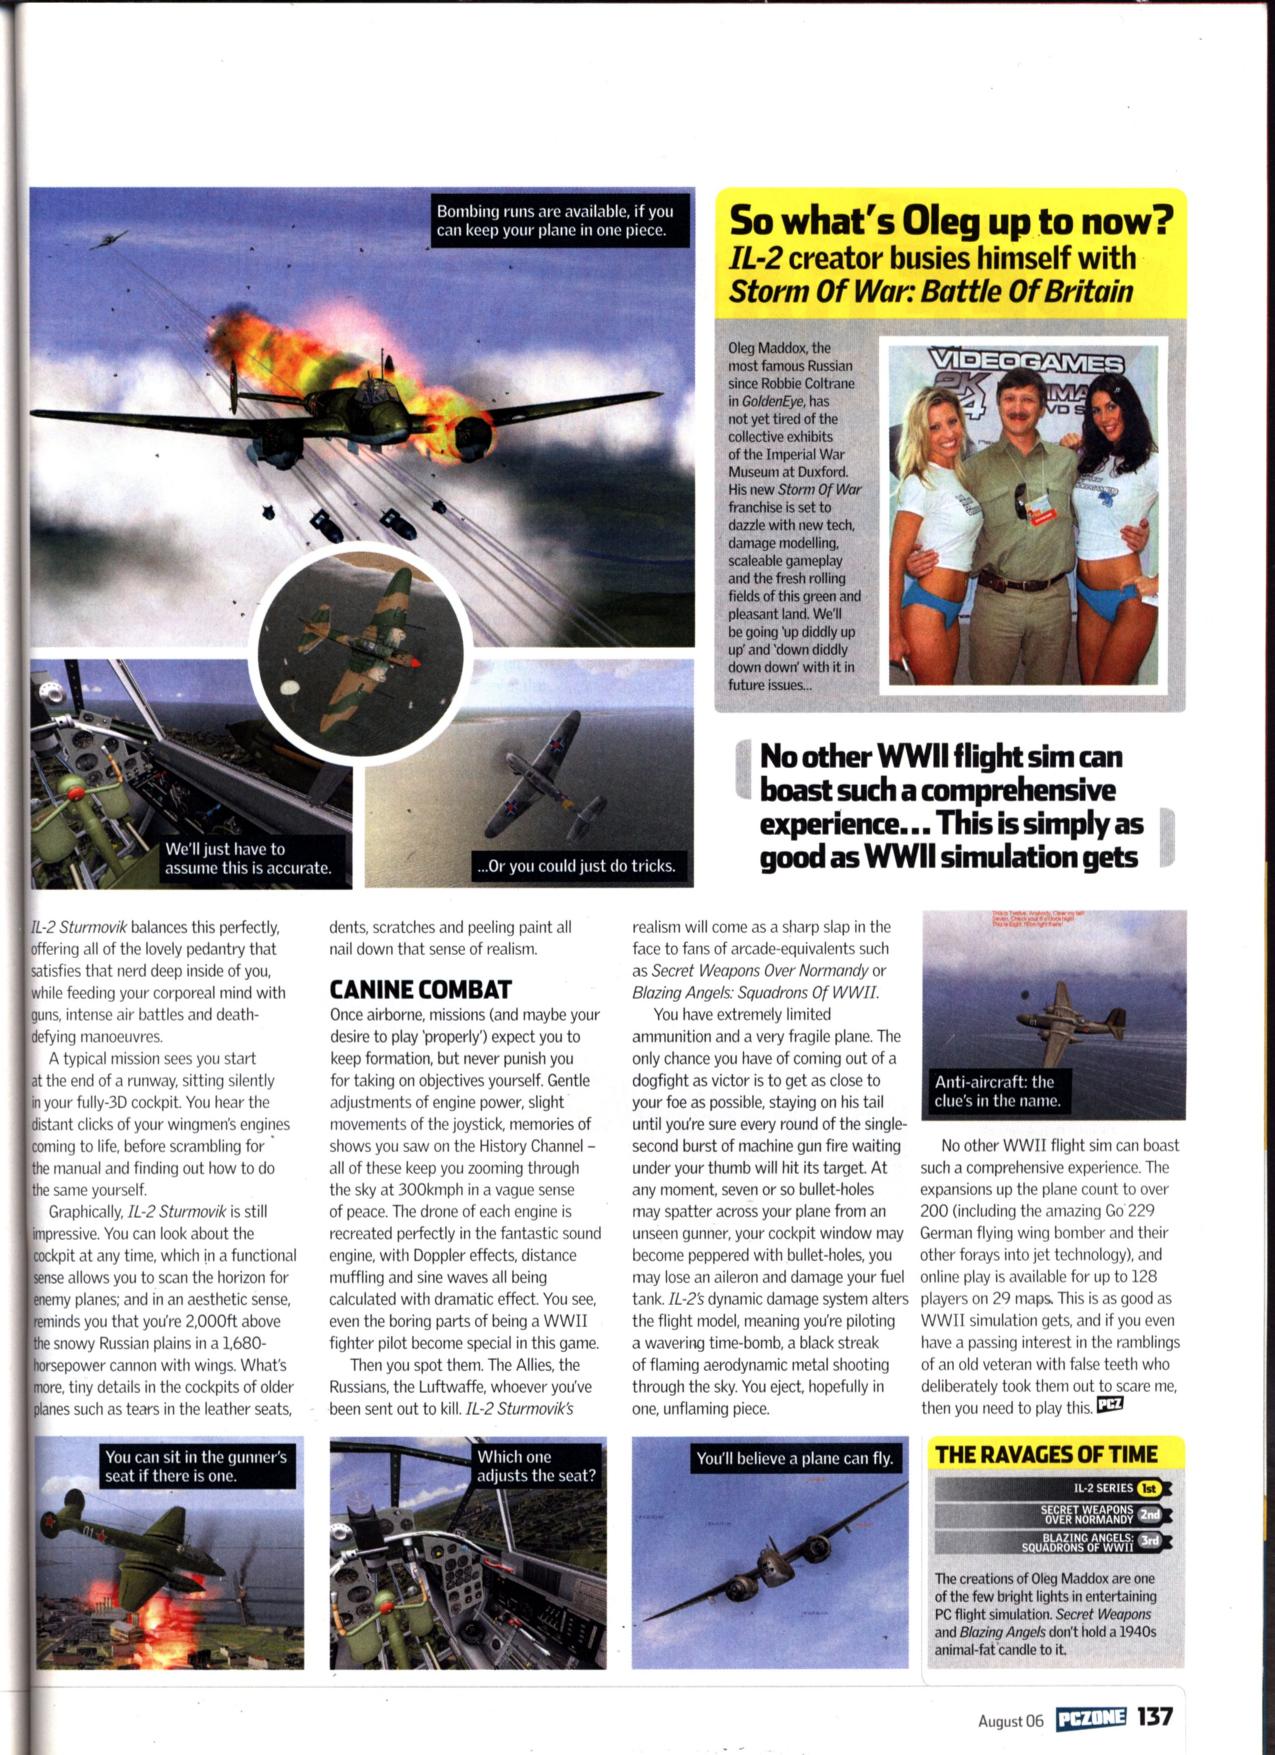 Bombing runs are available, if you
can keep your plane in one piece.
We'll just have to
assume this is accurate.
...Or you could just do tricks.
So what's Oleg up to now?
IL-2 creator busies himself with
Storm Of War: Battle Of Britain
Oleg Maddox, the
most famous Russian
since Robbie Coltrane
in GoldenEye, has
not yet tired of the
collective exhibits
of the Imperial War
Museum at Duxford.
His new Storm Of War
franchise is set to
dazzle with new tech,
damage modelling,
scaleable gameplay
and the fresh rolling
fields of this green and
pleasant land. We'll
be going 'up diddly up
up' and 'down diddly
down down' with it in
future issues...
VIDEOGAMES
No other WWII flight sim can
boast such a comprehensive
experience... This is simply as
good as WWII simulation gets
IL-2 Sturmovik balances this perfectly,
offering all of the lovely pedantry that
satisfies that nerd deep inside of you,
while feeding your corporeal mind with
guns, intense air battles and death-
defying manoeuvres.
A typical mission sees you start
at the end of a runway, sitting silently
in your fully-3D cockpit. You hear the
distant clicks of your wingmen's engines
coming to life, before scrambling for
the manual and finding out how to do
the same yourself.
Graphically, IL-2 Sturmovik is still
impressive. You can look about the
cockpit at any time, which in a functional
sense allows you to scan the horizon for
enemy planes; and in an aesthetic sense,
reminds you that you're 2,000ft above
the snowy Russian plains in a 1,680-
horsepower cannon with wings. What's
more, tiny details in the cockpits of older
planes such as tears in the leather seats,
dents, scratches and peeling paint all
nail down that sense of realism.
CANINE COMBAT
Once airborne, missions (and maybe your
desire to play 'properly') expect you to
keep formation, but never punish you
for taking on objectives yourself. Gentle
adjustments of engine power, slight
movements of the joystick, memories of
shows you saw on the History Channel –
all of these keep you zooming through
the sky at 300kmph in a vague sense
of peace. The drone of each engine is
recreated perfectly in the fantastic sound
engine, with Doppler effects, distance
muffling and sine waves all being
calculated with dramatic effect. You see,
even the boring parts of being a WWII
fighter pilot become special in this game.
Then you spot them. The Allies, the
Russians, the Luftwaffe, whoever you've
been sent out to kill. IL-2 Sturmovik's
realism will come as a sharp slap in the
face to fans of arcade-equivalents such
as Secret Weapons Over Normandy or
Blazing Angels: Squadrons Of WWII.
You have extremely limited
ammunition and a very fragile plane. The
only chance you have of coming out of a
dogfight as victor is to get as close to
your foe as possible, staying on his tail
until you're sure every round of the single-
second burst of machine gun fire waiting
under your thumb will hit its target. At
any moment, seven or so bullet-holes
may spatter across your plane from an
unseen gunner, your cockpit window may
become peppered with bullet-holes, you
may lose an aileron and damage your fuel
tank. IL-2's dynamic damage system alters
the flight model, meaning you're piloting
a wavering time-bomb, a black streak
of flaming aerodynamic metal shooting
through the sky. You eject, hopefully in
one, unflaming piece.
Anti-aircraft: the
clue's in the name.
No other WWII flight sim can boast
such a comprehensive experience. The
expansions up the plane count to over
200 (including the amazing Go 229
German flying wing bomber and their
other forays into jet technology), and
online play is available for up to 128
players on 29 maps. This is as good as
WWII simulation gets, and if you even
have a passing interest in the ramblings
of an old veteran with false teeth who
deliberately took them out to scare me,
then you need to play this. PCZ
You can sit in the gunner's
seat if there is one.
01
Which one
adjusts the seat?
You'll believe a plane can fly.
THE RAVAGES OF TIME
IL-2 SERIES 1st
SECRET WEAPONS
OVER NORMANDY 2nd
BLAZING ANGELS:
SQUADRONS OF WWII 3rd
The creations of Oleg Maddox are one
of the few bright lights in entertaining
PC flight simulation. Secret Weapons
and Blazing Angels don't hold a 1940s
animal-fat candle to it.
August 06 PCZONE 137